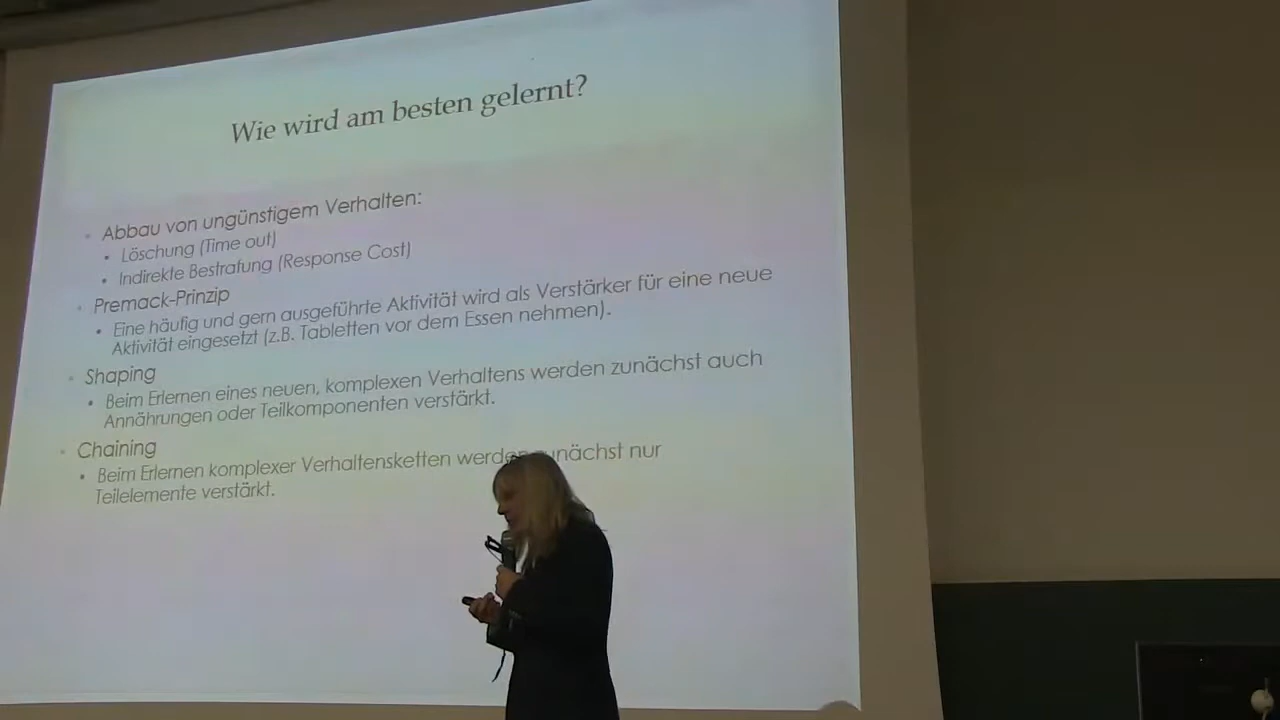 Wie wird am besten gelernt?
Abbau von ungünstigem Verhalten:
Löschung (Time out)
Indirekte Bestrafung (Response Cost)
Premack-Prinzip
Eine häufig und gern ausgeführte Aktivität wird als Verstärker für eine neue
Aktivität eingesetzt (z.B. Tabletten vor dem Essen nehmen).
Shaping
Beim Erlernen eines neuen, komplexen Verhaltens werden zunächst auch
Annährungen oder Teilkomponenten verstärkt.
Chaining
Beim Erlernen komplexer Verhaltensketten werden zunächst nur
Teilelemente verstärkt.